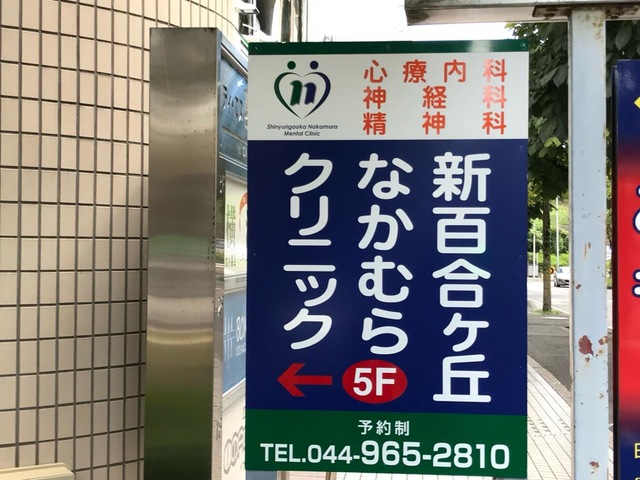 心療内科
神経科
精神科
Shinyurigaoka Nakamura
Mental Clinic
新百合ケ丘
なかむら
クリニック
5F
予約制
TEL.044-965-2810